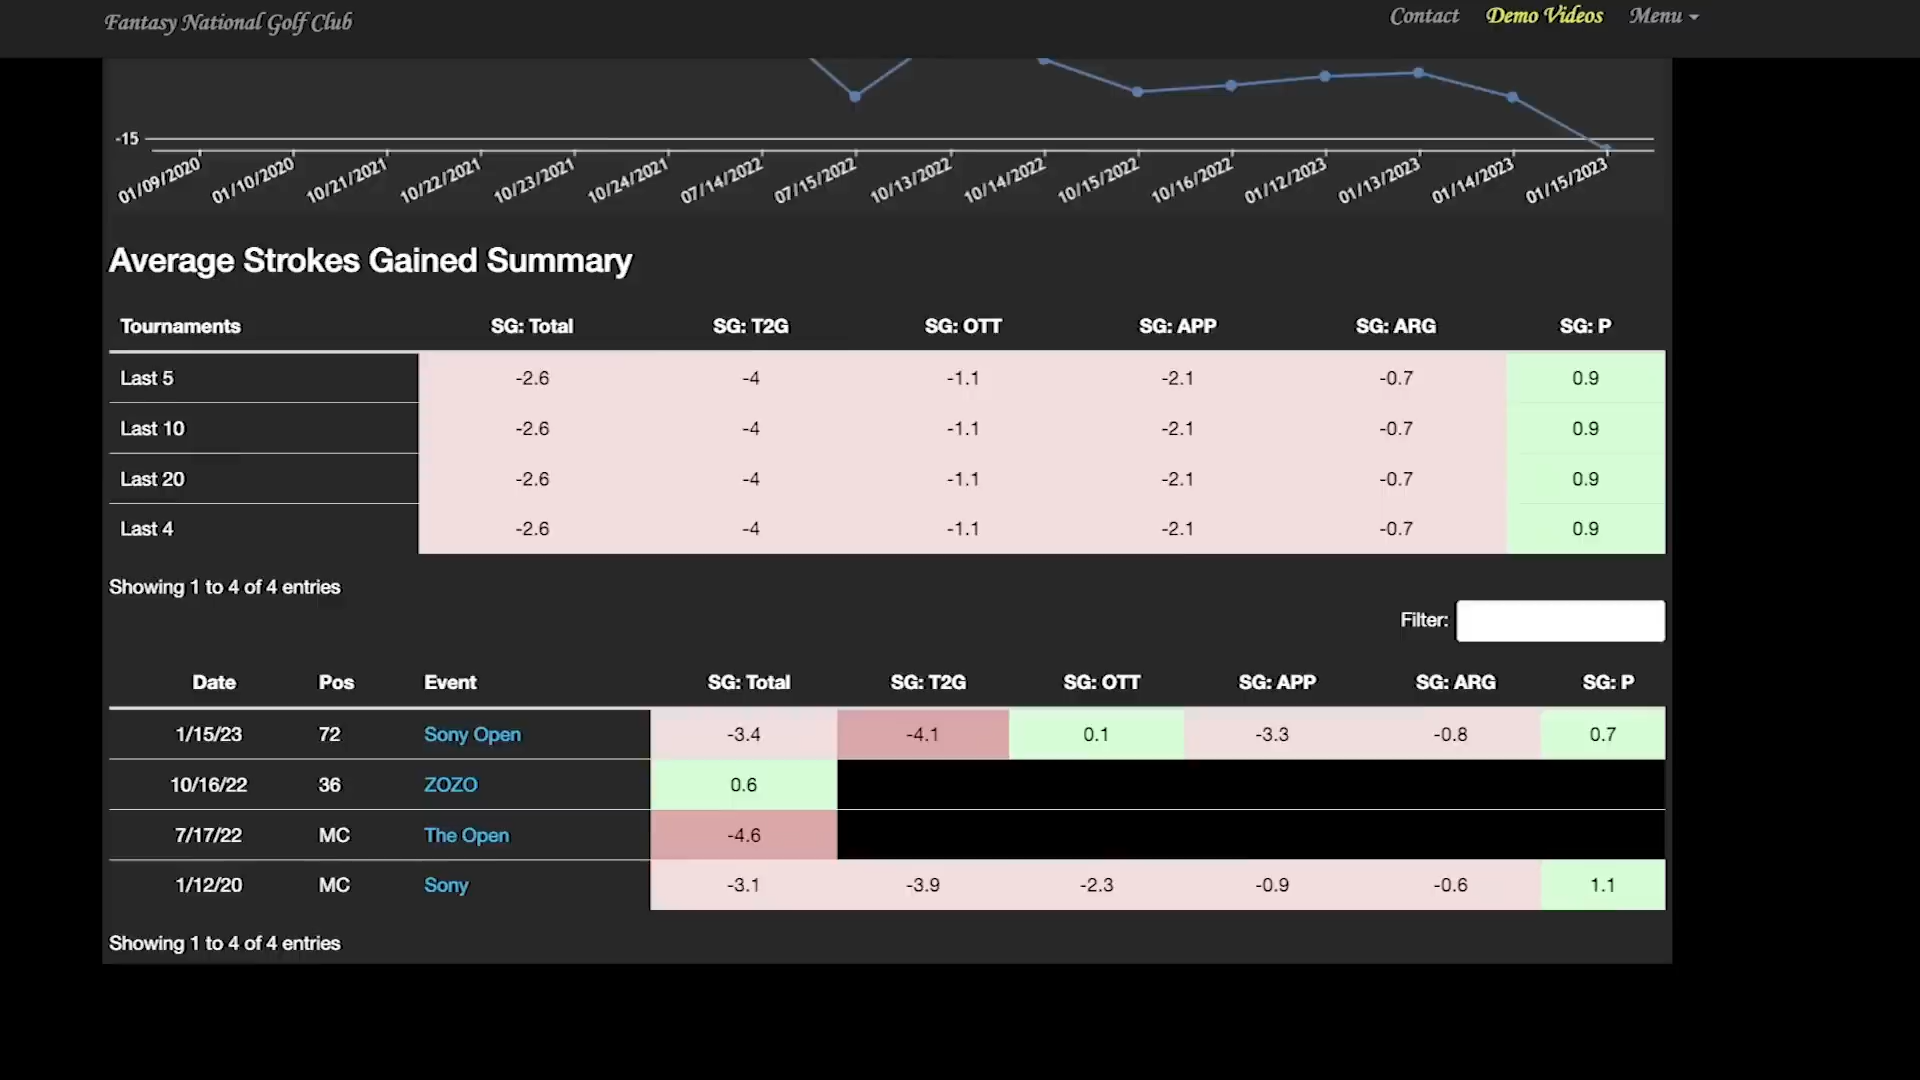 Fantasy National Golf Club
Contact Demo Videos Menu
-15
01/09/2020 01/10/2020 10/21/2021 10/22/2021 10/23/2021 10/24/2021 07/14/2022 07/15/2022 10/13/2022 10/14/2022 10/15/2022 10/16/2022 01/12/2023 01/13/2023 01/14/2023 01/15/2023
Average Strokes Gained Summary
Tournaments SG: Total SG: T2G SG: OTT SG: APP SG: ARG SG: P
Last 5 -2.6 -4 -1.1 -2.1 -0.7 0.9
Last 10 -2.6 -4 -1.1 -2.1 -0.7 0.9
Last 20 -2.6 -4 -1.1 -2.1 -0.7 0.9
Last 4 -2.6 -4 -1.1 -2.1 -0.7 0.9
Showing 1 to 4 of 4 entries
Filter:
Date Pos Event SG: Total SG: T2G SG: OTT SG: APP SG: ARG SG: P
1/15/23 72 Sony Open -3.4 -4.1 0.1 -3.3 -0.8 0.7
10/16/22 36 ZOZO 0.6
7/17/22 MC The Open -4.6
1/12/20 MC Sony -3.1 -3.9 -2.3 -0.9 -0.6 1.1
Showing 1 to 4 of 4 entries